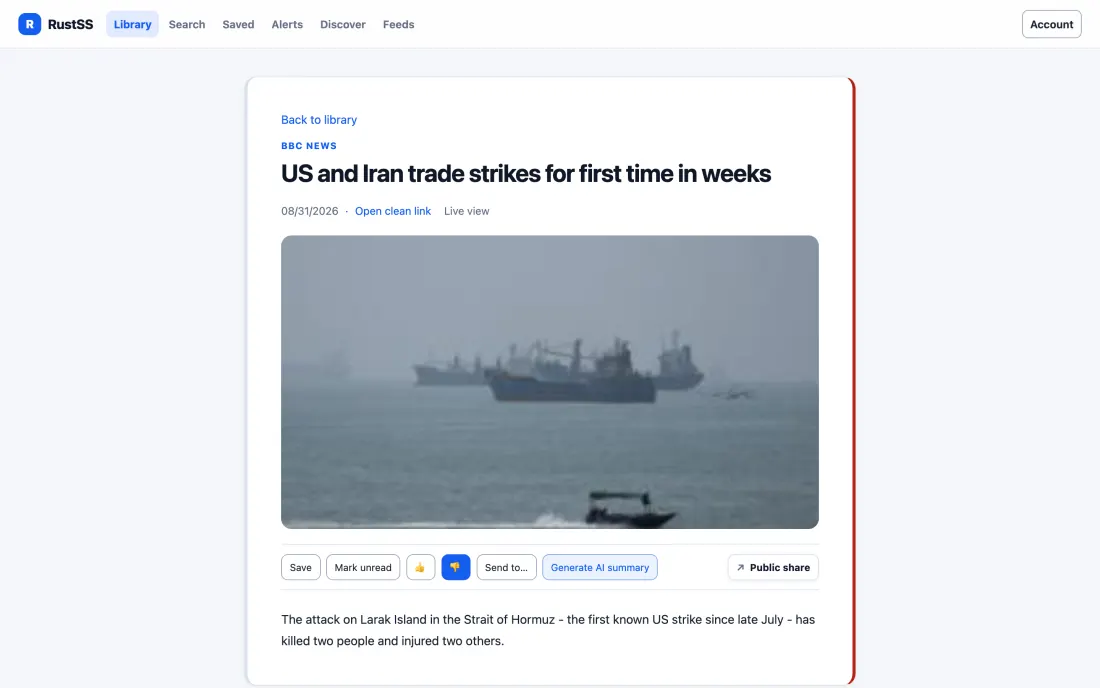 R RustSS Library Search Saved Alerts Discover Feeds Account
Back to library
BBC NEWS
US and Iran trade strikes for first time in weeks
08/31/2026 · Open clean link Live view
Save Mark unread 👍 👎 Send to... Generate AI summary ↗ Public share
The attack on Larak Island in the Strait of Hormuz - the first known US strike since late July - has
killed two people and injured two others.